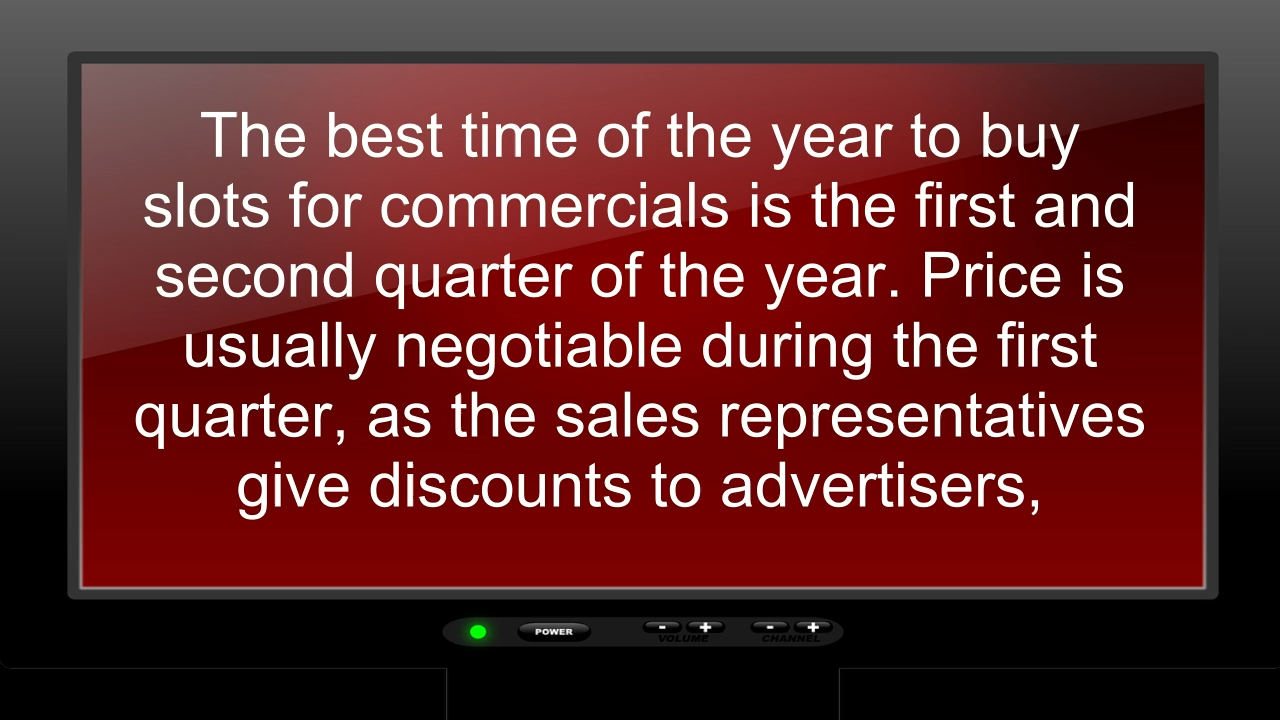 The best time of the year to buy
slots for commercials is the first and
second quarter of the year. Price is
usually negotiable during the first
quarter, as the sales representatives
give discounts to advertisers,
POWER
- + - +
VOLUME CHANNEL